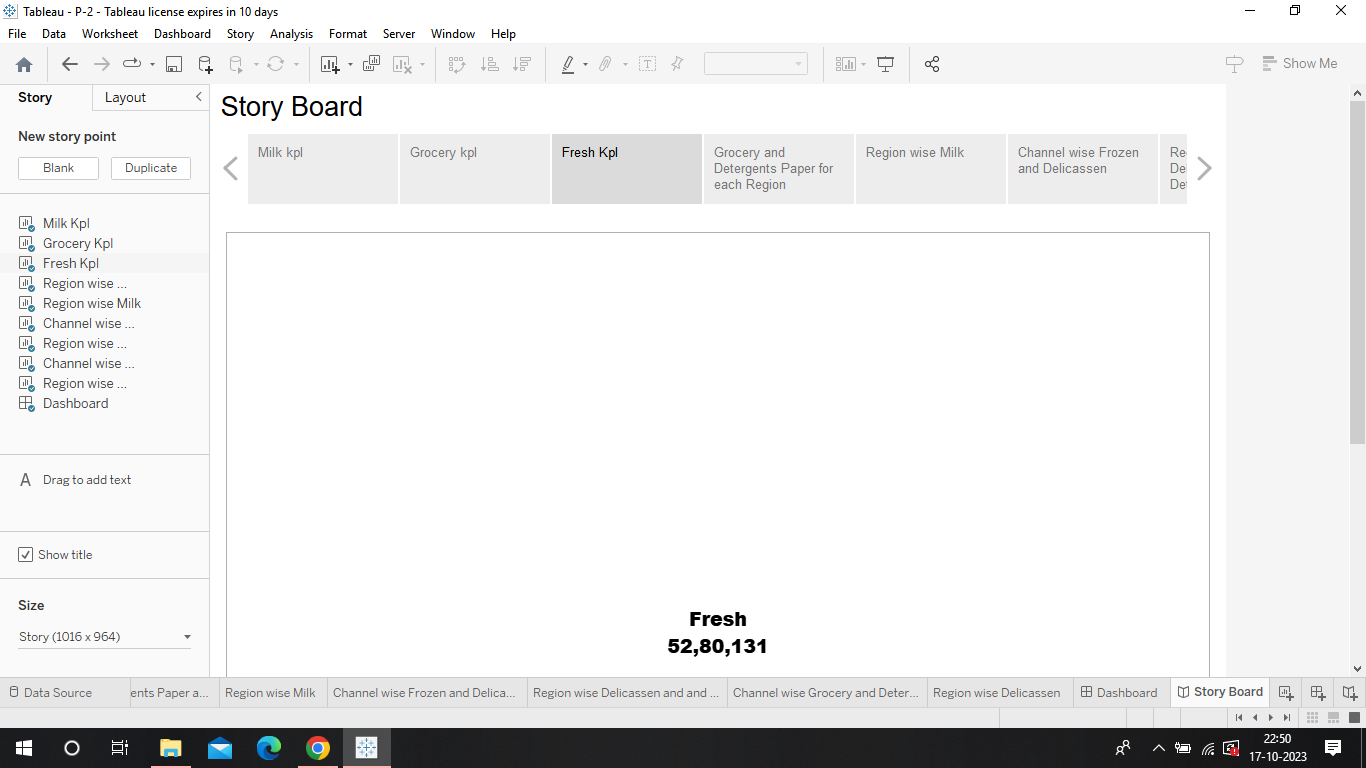 Tableau - P-2 - Tableau license expires in 10 days
File Data Worksheet Dashboard Story Analysis Format Server Window Help
Show Me
Story Layout
New story point
Blank Duplicate
Milk Kpl
Grocery Kpl
Fresh Kpl
Region wise ...
Region wise Milk
Channel wise ...
Region wise ...
Channel wise ...
Region wise ...
Dashboard
A Drag to add text
Show title
Size
Story (1016 x 964)
Story Board
Milk kpl
Grocery kpl
Fresh Kpl
Grocery and
Detergents Paper for
each Region
Region wise Milk
Channel wise Frozen
and Delicassen
Re
De
De
Fresh
52,80,131
Data Source ents Paper a... Region wise Milk Channel wise Frozen and Delica... Region wise Delicassen and and ... Channel wise Grocery and Deter... Region wise Delicassen Dashboard Story Board
22:50
17-10-2023